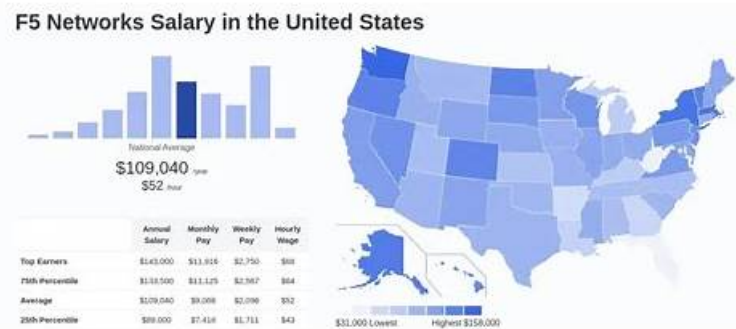 F5 Networks Salary in the United States
National Average
$109,040 /year
$52 /hour
Annual Salary Monthly Pay Weekly Pay Hourly Wage
Top Earners $143,000 $11,916 $2,750 $69
75th Percentile $133,500 $11,125 $2,567 $64
Average $109,040 $9,086 $2,096 $52
25th Percentile $89,000 $7,416 $1,711 $43
$31,000 Lowest Highest $158,000